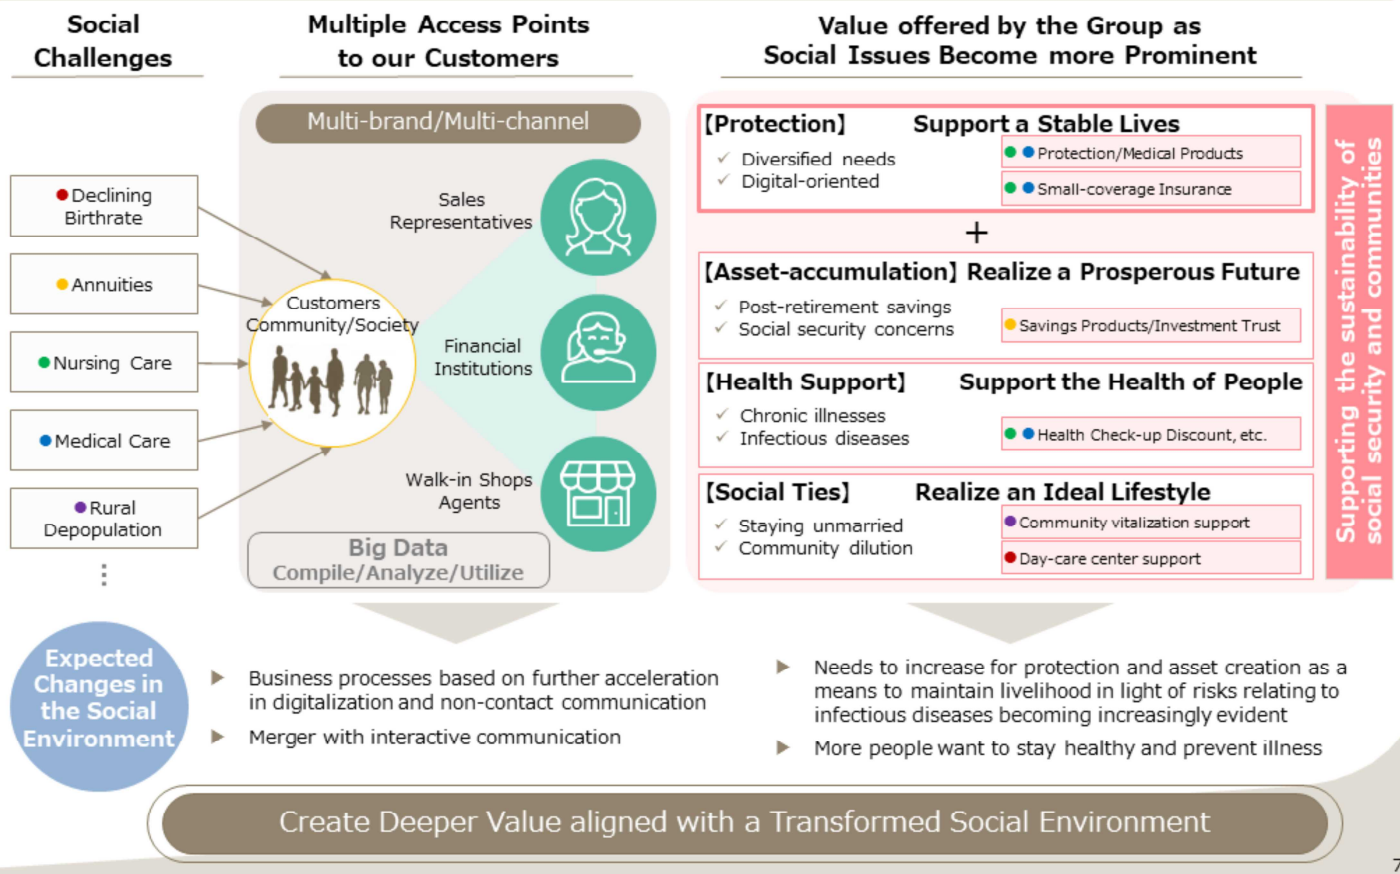 Social
Challenges
Multiple Access Points
to our Customers
Value offered by the Group as
Social Issues Become more Prominent
Declining
Birthrate
Annuities
Nursing Care
Medical Care
Rural
Depopulation
⋮
Multi-brand/Multi-channel
Customers
Community/Society
Sales
Representatives
Financial
Institutions
Walk-in Shops
Agents
Big Data
Compile/Analyze/Utilize
【Protection】 Support a Stable Lives
✓ Diversified needs
✓ Digital-oriented
Protection/Medical Products
Small-coverage Insurance
+
【Asset-accumulation】 Realize a Prosperous Future
✓ Post-retirement savings
✓ Social security concerns
Savings Products/Investment Trust
【Health Support】 Support the Health of People
✓ Chronic illnesses
✓ Infectious diseases
Health Check-up Discount, etc.
【Social Ties】 Realize an Ideal Lifestyle
✓ Staying unmarried
✓ Community dilution
Community vitalization support
Day-care center support
Supporting the sustainability of
social security and communities
Expected
Changes in
the Social
Environment
Business processes based on further acceleration
in digitalization and non-contact communication
Merger with interactive communication
Needs to increase for protection and asset creation as a
means to maintain livelihood in light of risks relating to
infectious diseases becoming increasingly evident
More people want to stay healthy and prevent illness
Create Deeper Value aligned with a Transformed Social Environment
7